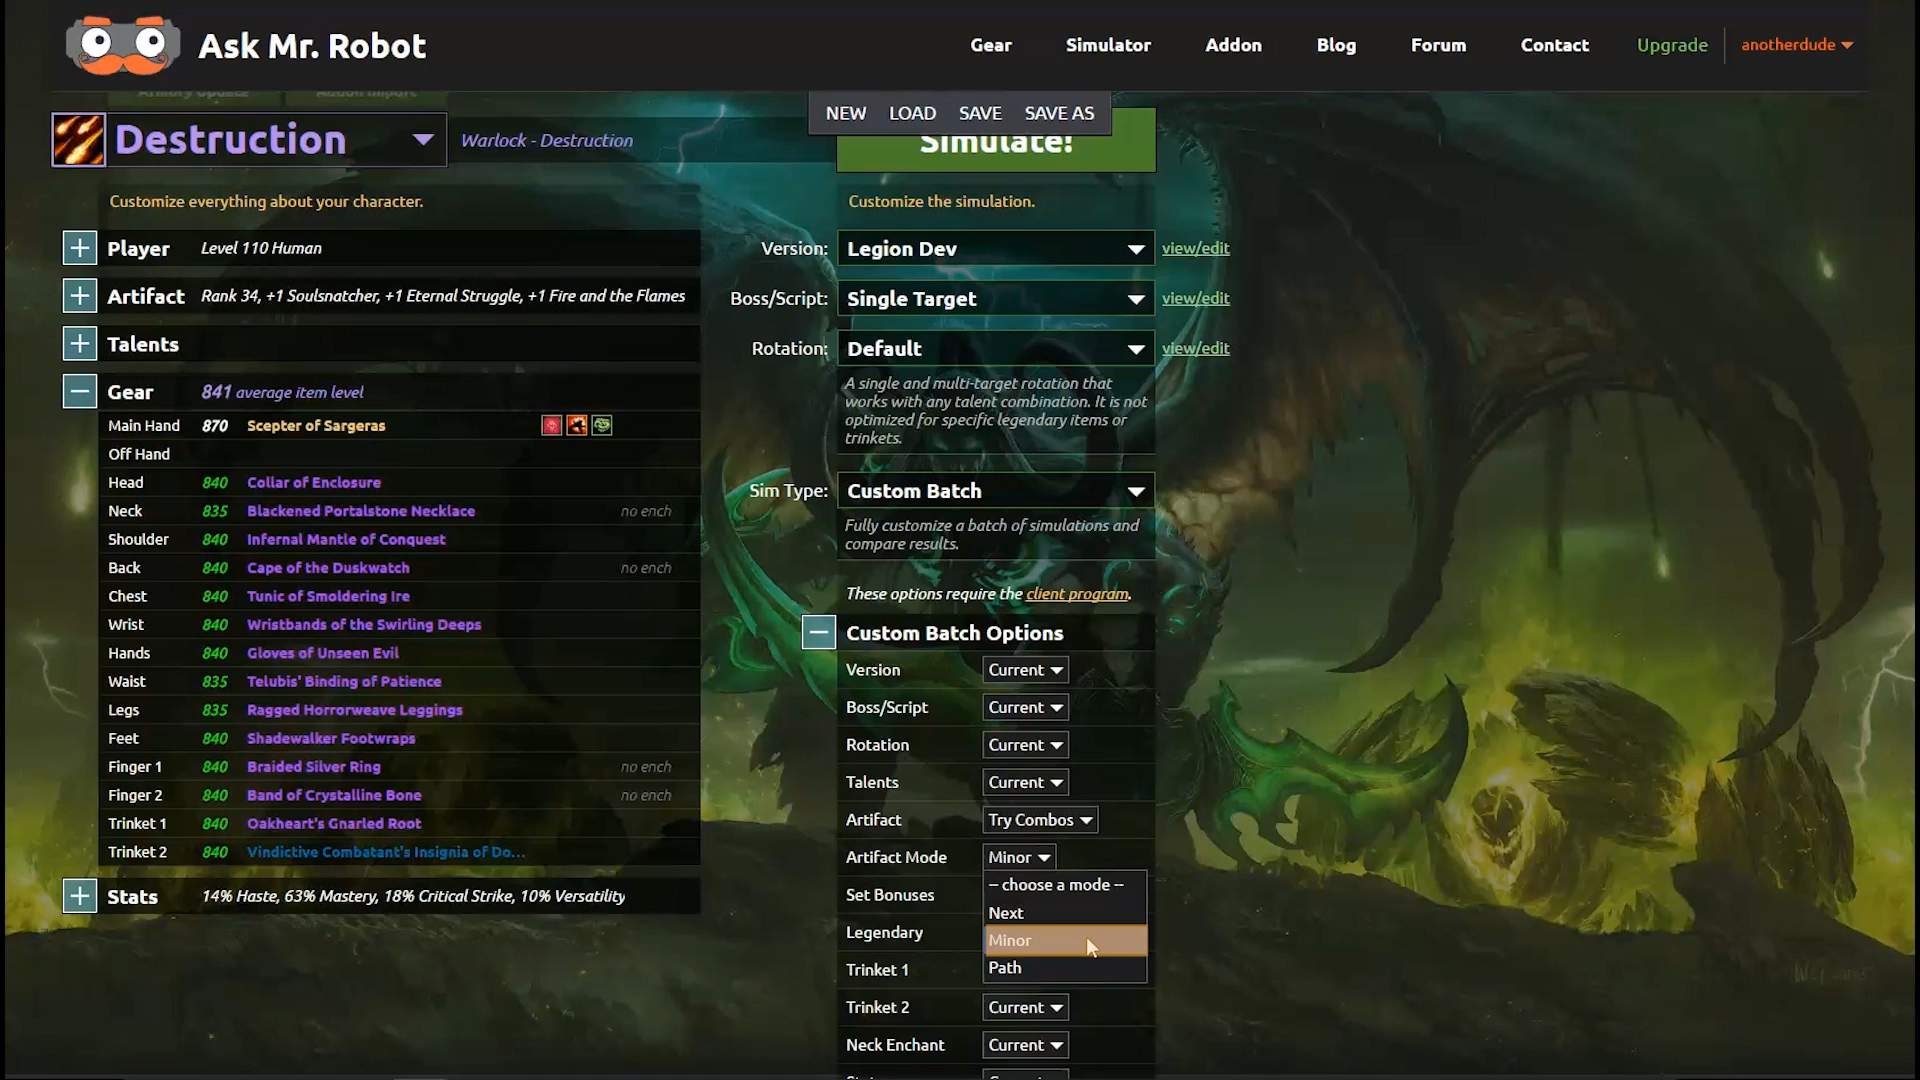 Ask Mr. Robot
Gear Simulator Addon Blog Forum Contact Upgrade anotherdude
Armory Update Addon Import
NEW LOAD SAVE SAVE AS
Destruction
Warlock - Destruction
Simulate!
Customize everything about your character.
Customize the simulation.
Player Level 110 Human
Version: Legion Dev view/edit
Artifact Rank 34, +1 Soulsnatcher, +1 Eternal Struggle, +1 Fire and the Flames
Boss/Script: Single Target view/edit
Talents
Rotation: Default view/edit
A single and multi-target rotation that
works with any talent combination. It is not
optimized for specific legendary items or
trinkets.
Gear 841 average item level
Main Hand 870 Scepter of Sargeras
Off Hand
Head 840 Collar of Enclosure
Neck 835 Blackened Portalstone Necklace no ench
Shoulder 840 Infernal Mantle of Conquest
Back 840 Cape of the Duskwatch no ench
Chest 840 Tunic of Smoldering Ire
Wrist 840 Wristbands of the Swirling Deeps
Hands 840 Gloves of Unseen Evil
Waist 835 Telubis' Binding of Patience
Legs 835 Ragged Horrorweave Leggings
Feet 840 Shadewalker Footwraps
Finger 1 840 Braided Silver Ring no ench
Finger 2 840 Band of Crystalline Bone no ench
Trinket 1 840 Oakheart's Gnarled Root
Trinket 2 840 Vindictive Combatant's Insignia of Do...
Stats 14% Haste, 63% Mastery, 18% Critical Strike, 10% Versatility
Sim Type: Custom Batch
Fully customize a batch of simulations and
compare results.
These options require the client program.
Custom Batch Options
Version Current
Boss/Script Current
Rotation Current
Talents Current
Artifact Try Combos
Artifact Mode Minor
– choose a mode –
Set Bonuses
Next
Legendary
Minor
Trinket 1
Path
Trinket 2 Current
Neck Enchant Current